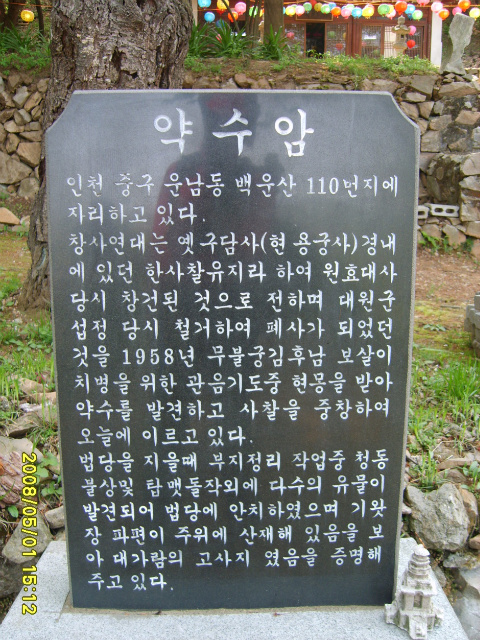 약수암
인천 중구 운남동 백운산 110번지에
자리하고 있다.
창사연대는 옛구담사(현 용궁사)경내
에 있던 한사찰유지라 하여 원효대사
당시 창건된 것으로 전하며 대원군
섭정 당시 철거하여 폐사가 되었던
것을 1958년 무불궁김후남 보살이
치병을 위한 관음기도중 현몽을 받아
약수를 발견하고 사찰을 중창하여
오늘에 이르고 있다.
법당을 지을때 부지정리 작업중 청동
불상및 탑맷돌작외에 다수의 유물이
발견되어 법당에 안치하였으며 기왓
장 파편이 주위에 산재해 있음을 보
아 대가람의 고사지 였음을 증명해
주고 있다.
2008/05/01 15:12